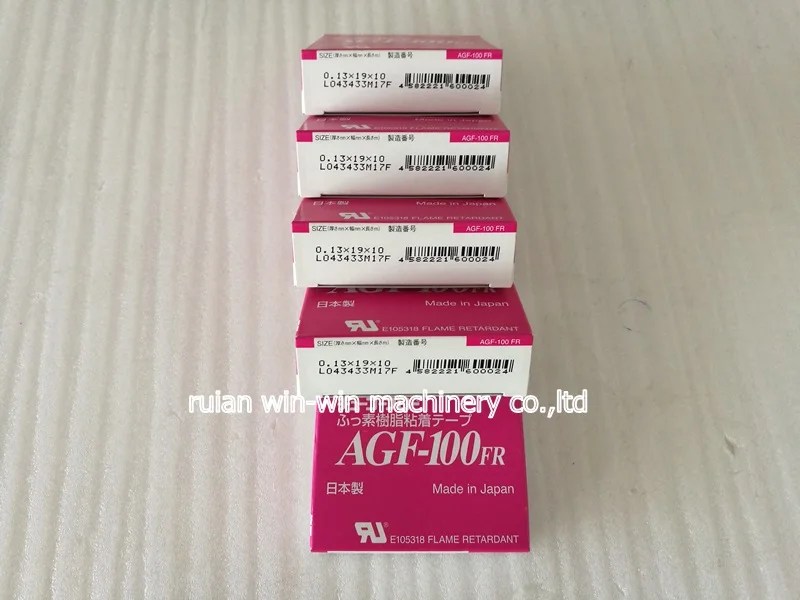 AGF-100FR
SIZE(厚さmm×幅mm×長さm) 製造番号 AGF-100 FR
0.13×19×10
L043433M17F 4 582221 600024
SIZE(厚さmm×幅mm×長さm) 製造番号 AGF-100 FR
0.13×19×10
L043433M17F 4 582221 600024
日本製 Made in Japan
E105318 FLAME RETARDANT
SIZE(厚さmm×幅mm×長さm) 製造番号 AGF-100 FR
0.13×19×10
L043433M17F 4 582221 600024
AGF-100FR
日本製 Made in Japan
E105318 FLAME RETARDANT
SIZE(厚さmm×幅mm×長さm) 製造番号 AGF-100 FR
0.13×19×10
L043433M17F 4 582221 600024
ruian win-win machinery co.,ltd
ふっ素樹脂粘着テープ
AGF-100FR
日本製 Made in Japan
E105318 FLAME RETARDANT